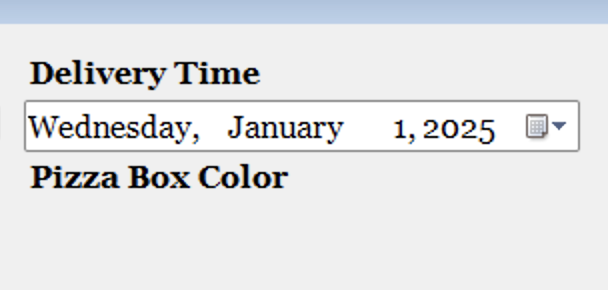 Delivery Time
Wednesday, January 1, 2025
Pizza Box Color